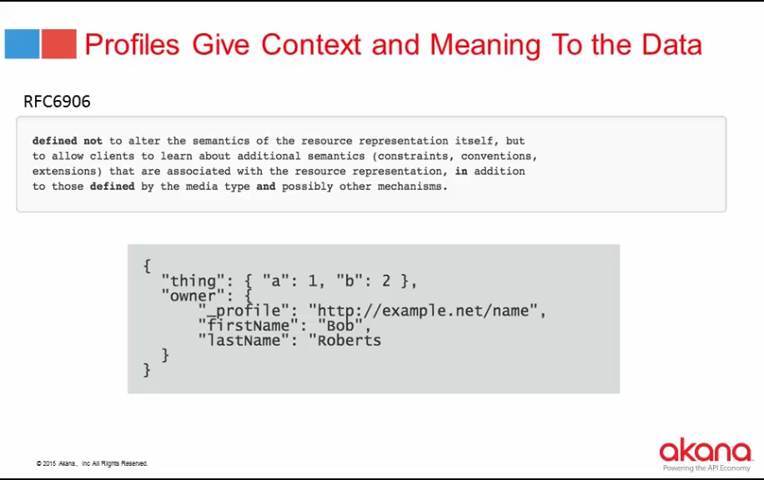 Profiles Give Context and Meaning To the Data
RFC6906
defined not to alter the semantics of the resource representation itself, but
to allow clients to learn about additional semantics (constraints, conventions,
extensions) that are associated with the resource representation, in addition
to those defined by the media type and possibly other mechanisms.
{
"thing": { "a": 1, "b": 2 },
"owner": {
"_profile": "http://example.net/name",
"firstName": "Bob",
"lastName": "Roberts
}
}
© 2015 Akana., Inc All Rights Reserved.
akana
Powering the API Economy